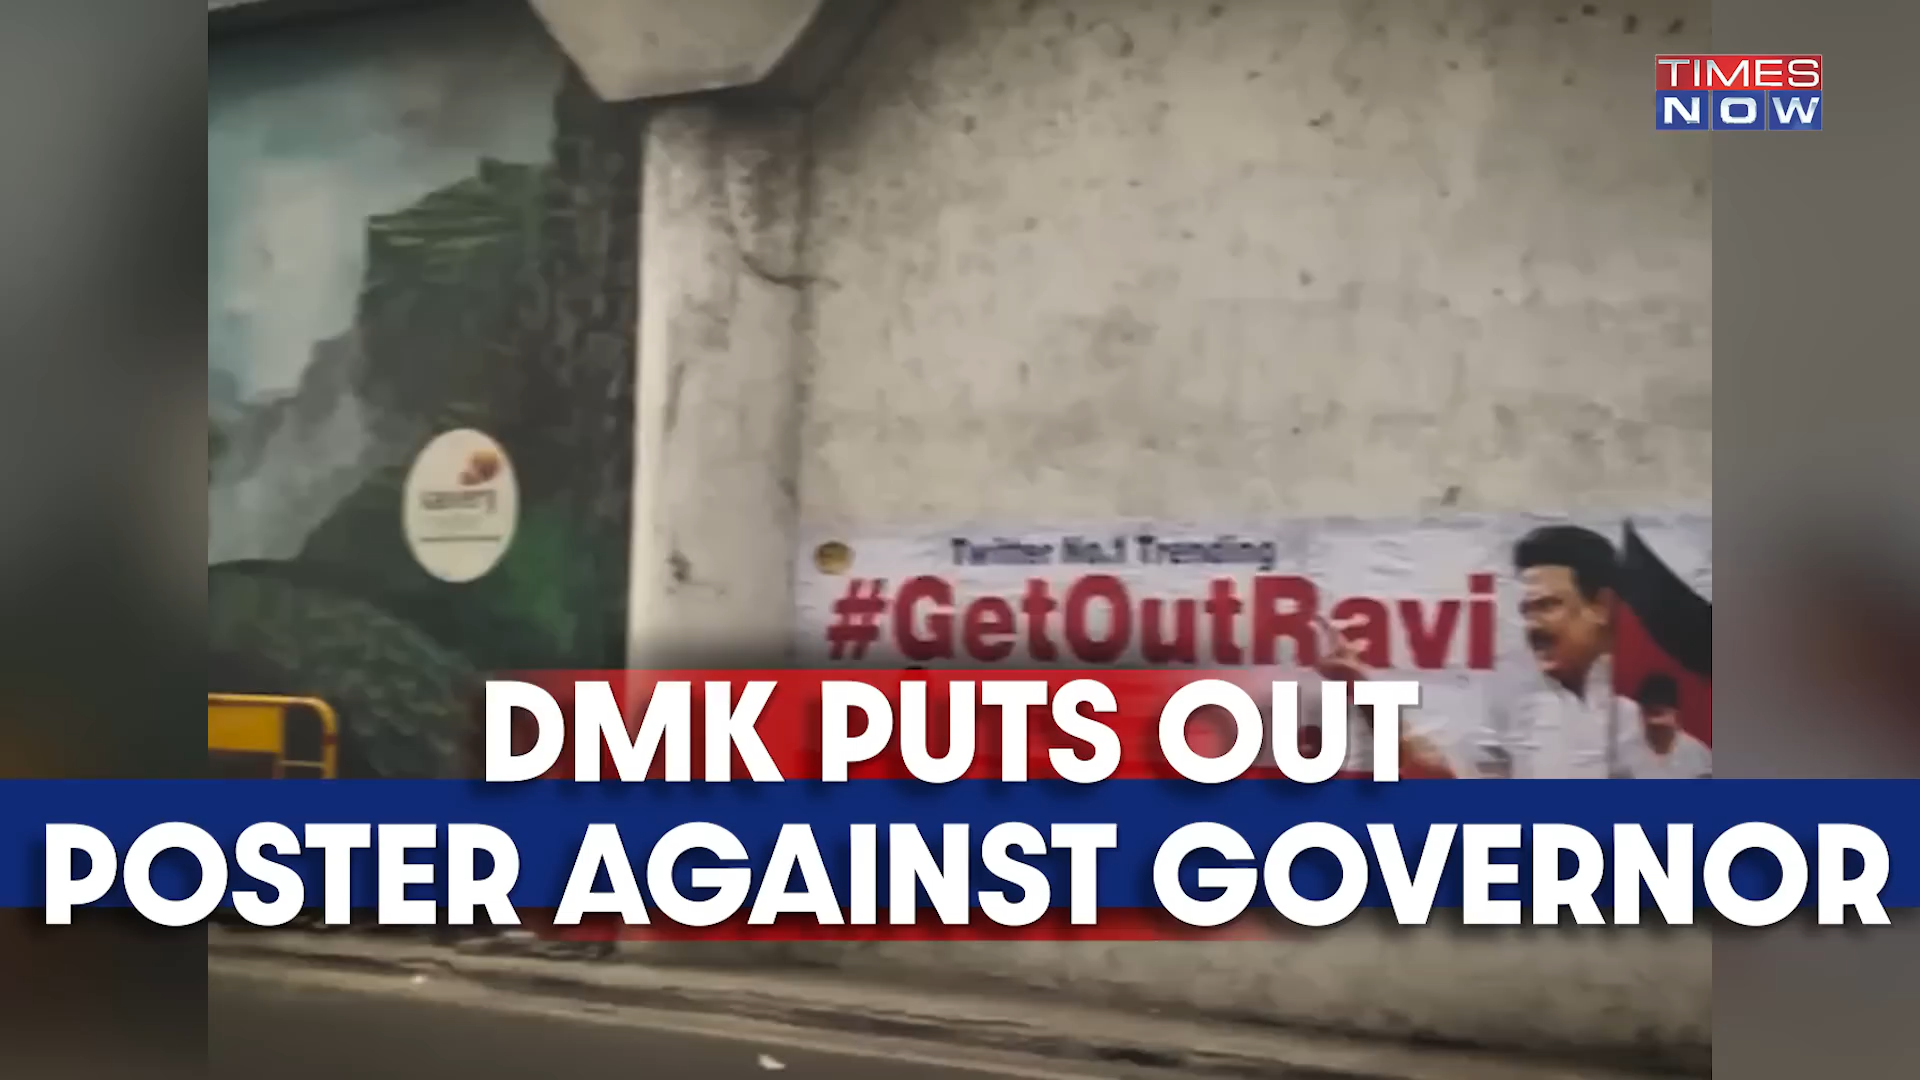 TIMES
NOW
Twitter No.1 Trending
#GetOutRavi
DMK PUTS OUT
POSTER AGAINST GOVERNOR